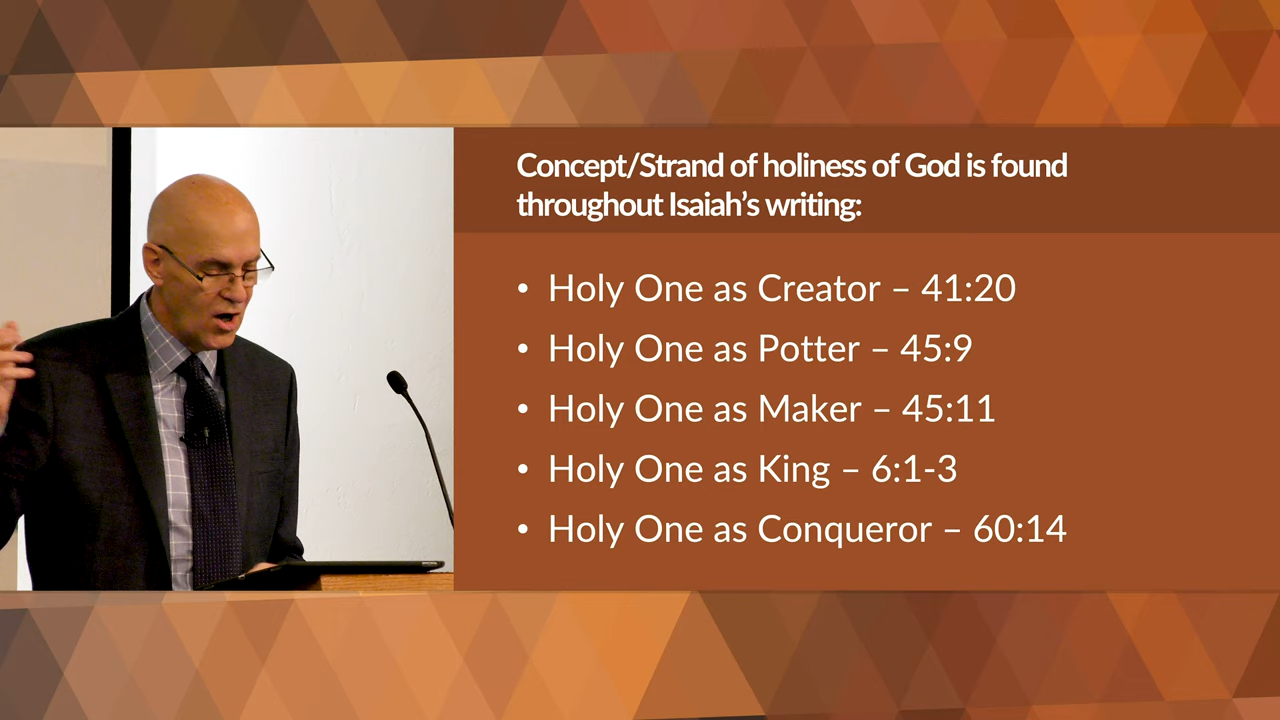 Concept/Strand of holiness of God is found
throughout Isaiah’s writing:
• Holy One as Creator – 41:20
• Holy One as Potter – 45:9
• Holy One as Maker – 45:11
• Holy One as King – 6:1-3
• Holy One as Conqueror – 60:14